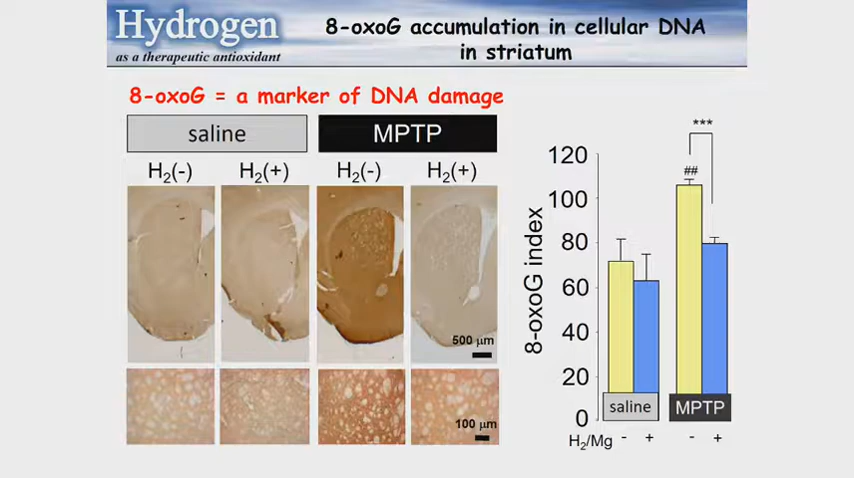 Hydrogen
as a therapeutic antioxidant
8-oxoG accumulation in cellular DNA
in striatum
8-oxoG = a marker of DNA damage
saline MPTP
H₂(-) H₂(+) H₂(-) H₂(+)
500 μm
100 μm
8-oxoG index
120
100
80
60
40
20
0
***
##
saline MPTP
H₂/Mg - + - +